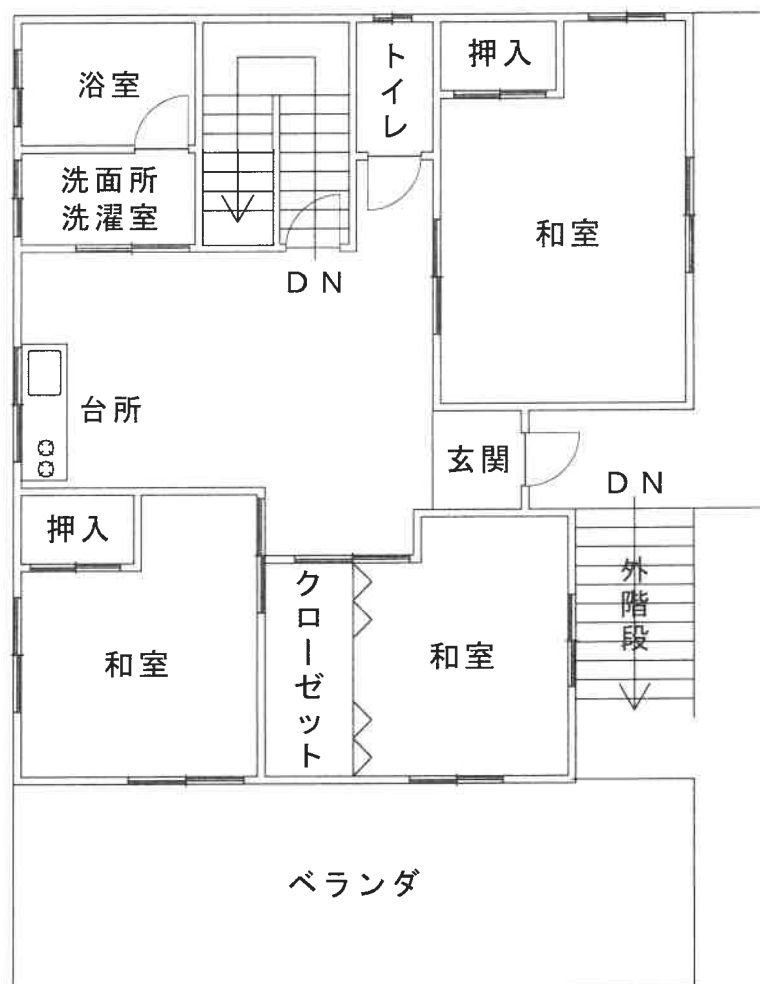 浴室
トイレ
押入
洗面所
洗濯室
和室
DN
台所
玄関
DN
押入
外階段
クローゼット
和室
和室
ベランダ